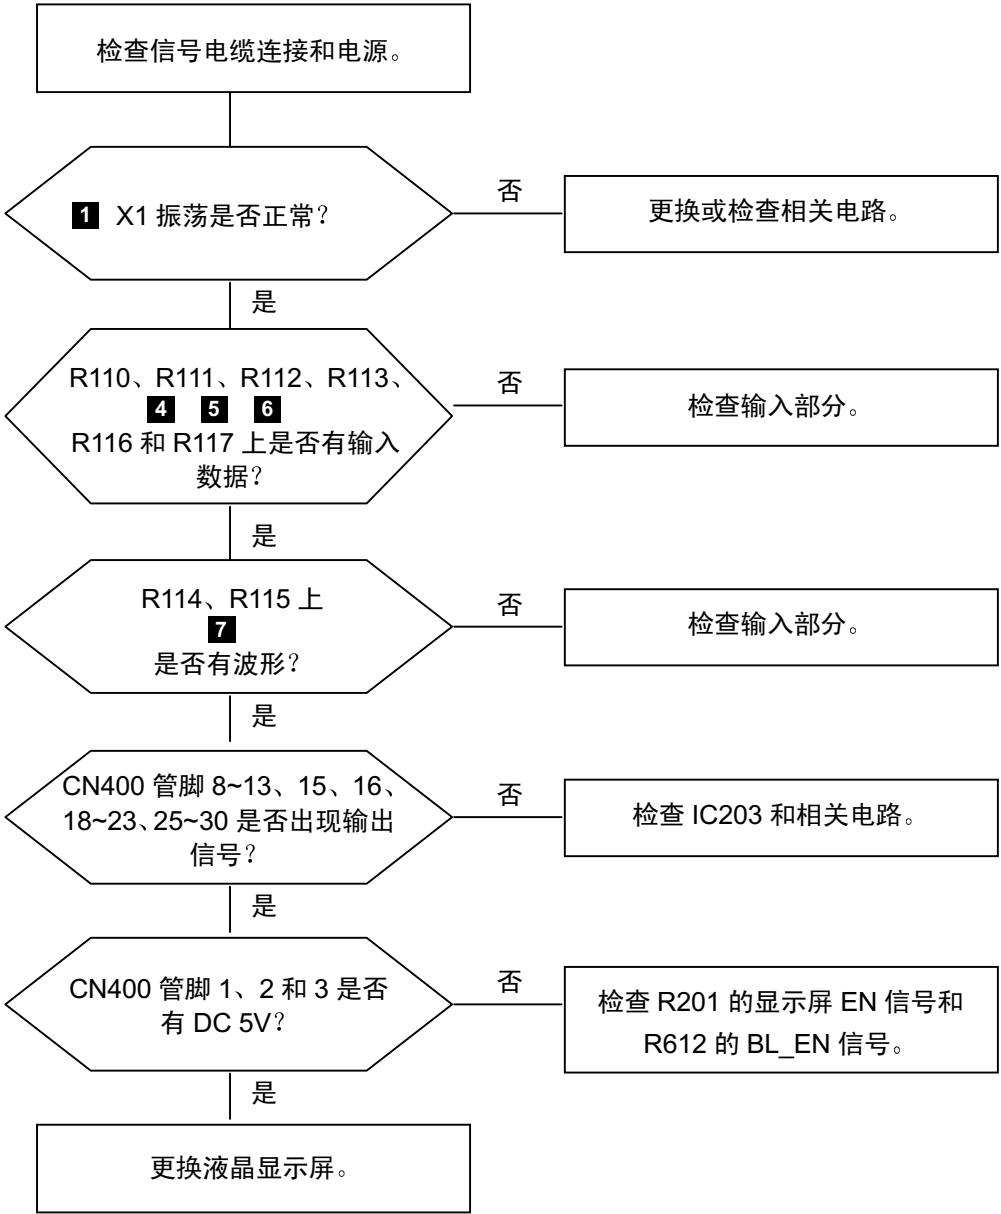 检查信号电缆连接和电源。
1 X1 振荡是否正常？
否
更换或检查相关电路。
是
R110、R111、R112、R113、
4 5 6
R116 和 R117 上是否有输入
数据？
否
检查输入部分。
是
R114、R115 上
7
是否有波形？
否
检查输入部分。
是
CN400 管脚 8~13、15、16、
18~23、25~30 是否出现输出
信号？
否
检查 IC203 和相关电路。
是
CN400 管脚 1、2 和 3 是否
有 DC 5V？
否
检查 R201 的显示屏 EN 信号和
R612 的 BL_EN 信号。
是
更换液晶显示屏。